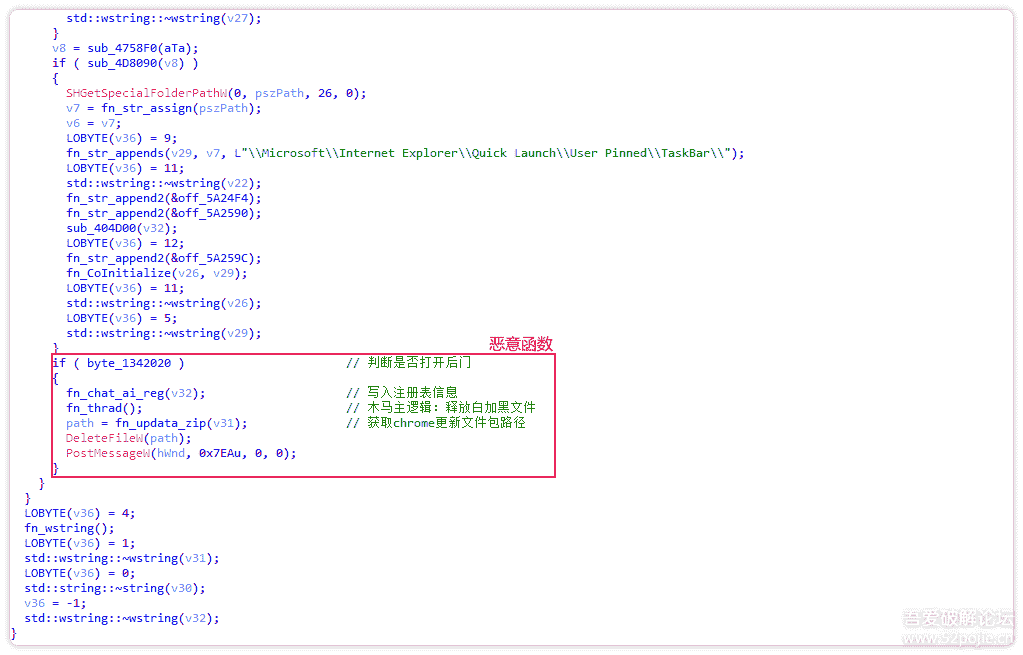 std::wstring::~wstring(v27);
}
v8 = sub_4758F0(aTa);
if ( sub_4D8090(v8) )
{
SHGetSpecialFolderPathW(0, pszPath, 26, 0);
v7 = fn_str_assign(pszPath);
v6 = v7;
LOBYTE(v36) = 9;
fn_str_appends(v29, v7, L"\\Microsoft\\Internet Explorer\\Quick Launch\\User Pinned\\TaskBar\\");
LOBYTE(v36) = 11;
std::wstring::~wstring(v22);
fn_str_append2(&off_5A24F4);
fn_str_append2(&off_5A2590);
sub_404D00(v32);
LOBYTE(v36) = 12;
fn_str_append2(&off_5A259C);
fn_CoInitialize(v26, v29);
LOBYTE(v36) = 11;
std::wstring::~wstring(v26);
LOBYTE(v36) = 5;
std::wstring::~wstring(v29);
}
恶意函数
if ( byte_1342020 ) // 判断是否打开后门
{
fn_chat_ai_reg(v32); // 写入注册表信息
fn_thrad(); // 木马主逻辑：释放白加黑文件
path = fn_updata_zip(v31); // 获取chrome更新文件包路径
DeleteFileW(path);
PostMessageW(hWnd, 0x7EAu, 0, 0);
}
}
}
LOBYTE(v36) = 4;
fn_wstring();
LOBYTE(v36) = 1;
std::wstring::~wstring(v31);
LOBYTE(v36) = 0;
std::string::~string(v30);
v36 = -1;
std::wstring::~wstring(v32);
}
吾爱破解论坛
www.52pojie.cn